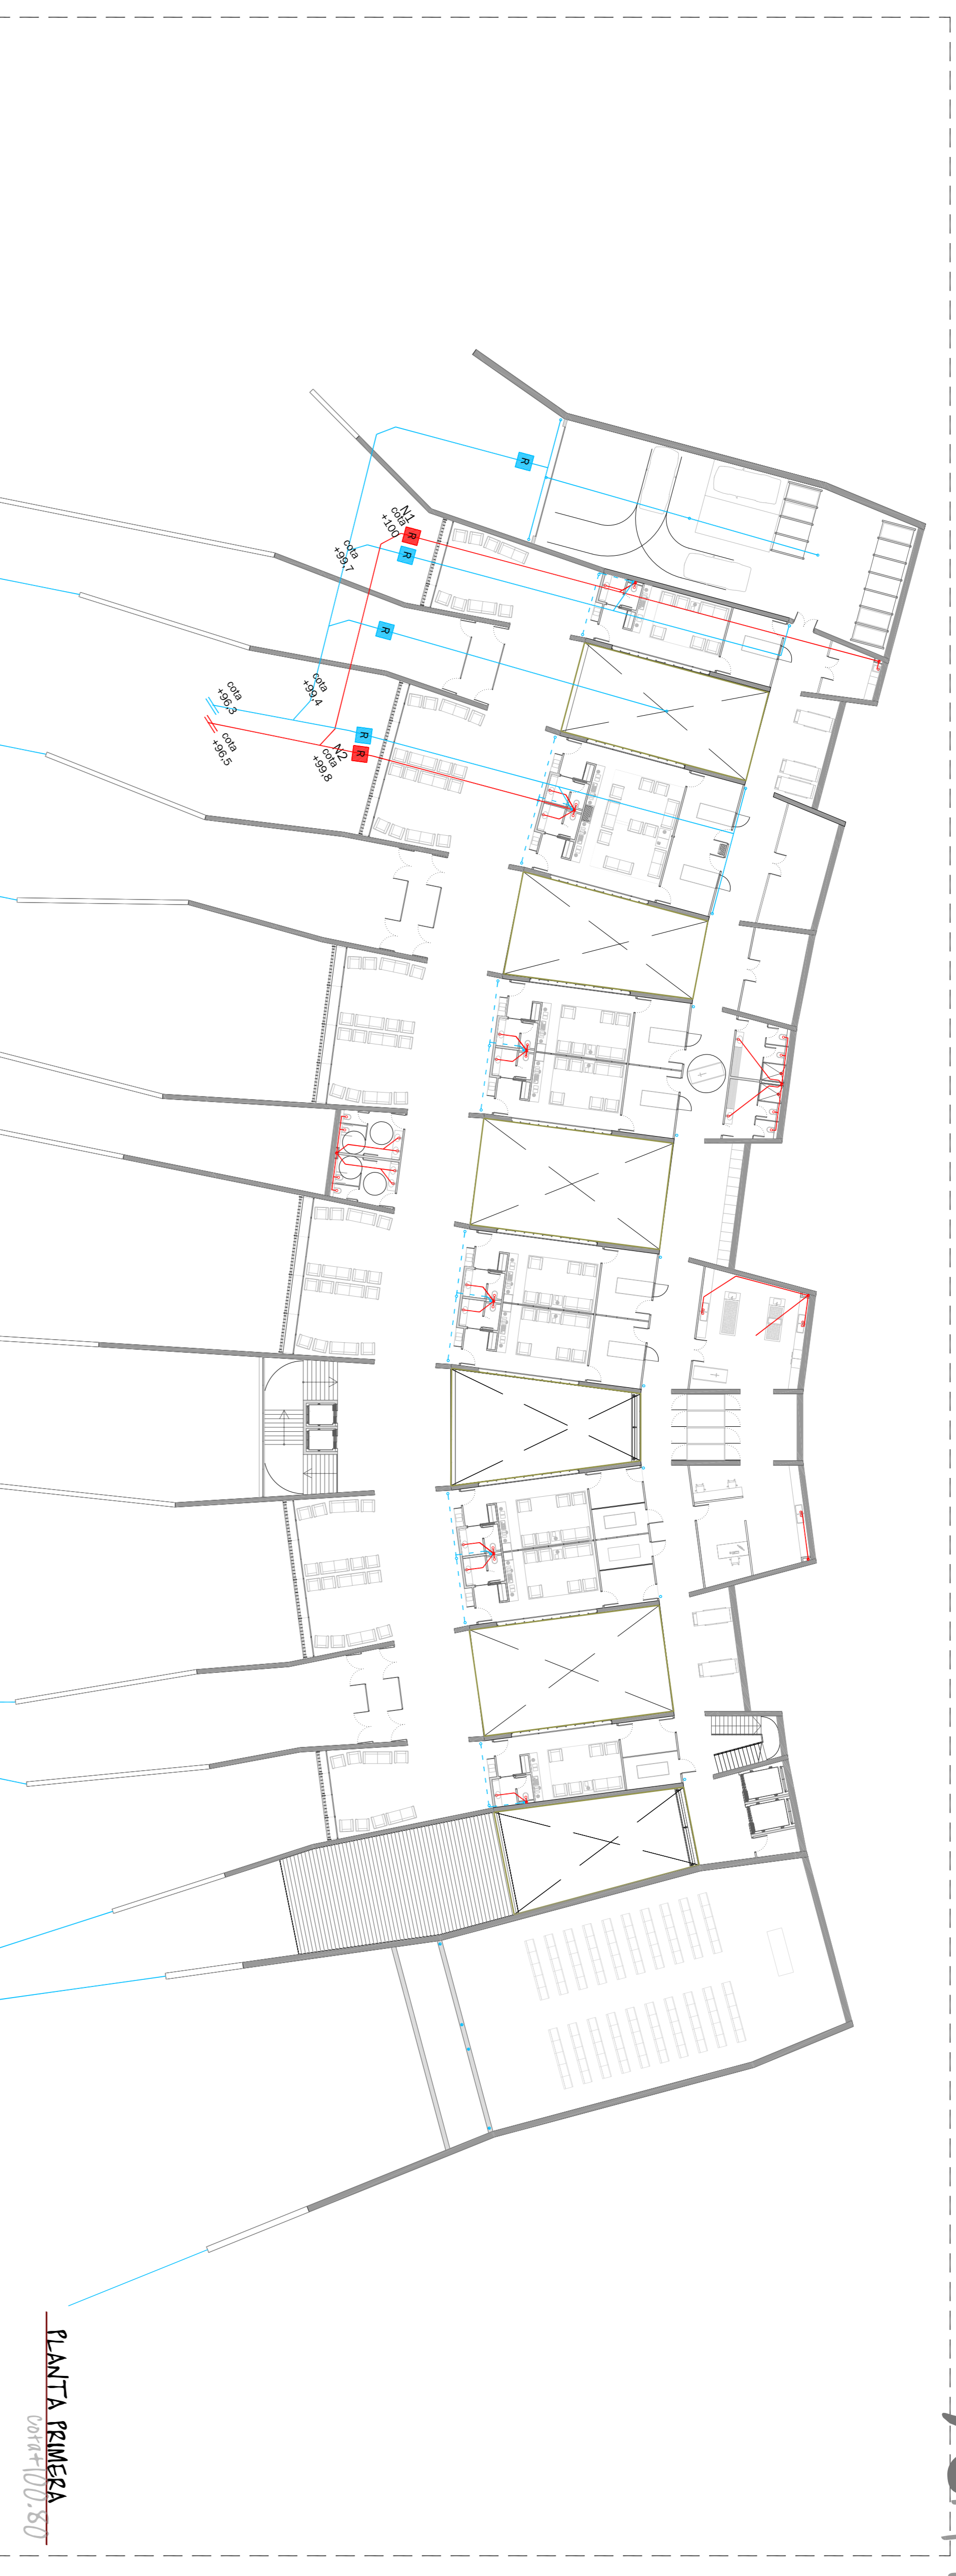 R
N1
cota
+100
R
R
cota
+99,7
R
cota
+99,4
cota
+96,3
R
N2
R
cota
+99,8
cota
+96,5
PLANTA PRIMERA
cota+100.80